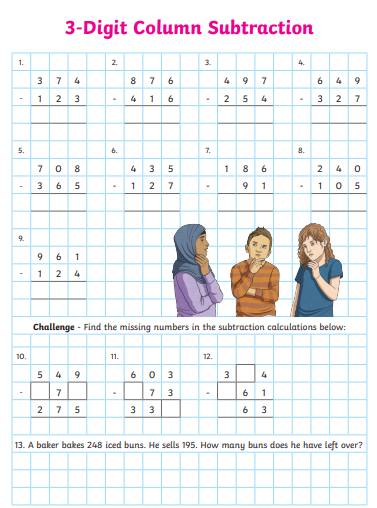 3-Digit Column Subtraction
1. 2. 3. 4.
3 7 4 8 7 6 4 9 7 6 4 9
- 1 2 3 - 4 1 6 - 2 5 4 - 3 2 7
5. 6. 7. 8.
7 0 8 4 3 5 1 8 6 2 4 0
- 3 6 5 - 1 2 7 - 9 1 - 1 0 5
9.
9 6 1
- 1 2 4
Challenge - Find the missing numbers in the subtraction calculations below:
10. 11. 12.
5 4 9 6 0 3 3 4
- 7 - 7 3 - 6 1
2 7 5 3 3 6 3
13. A baker bakes 248 iced buns. He sells 195. How many buns does he have left over?